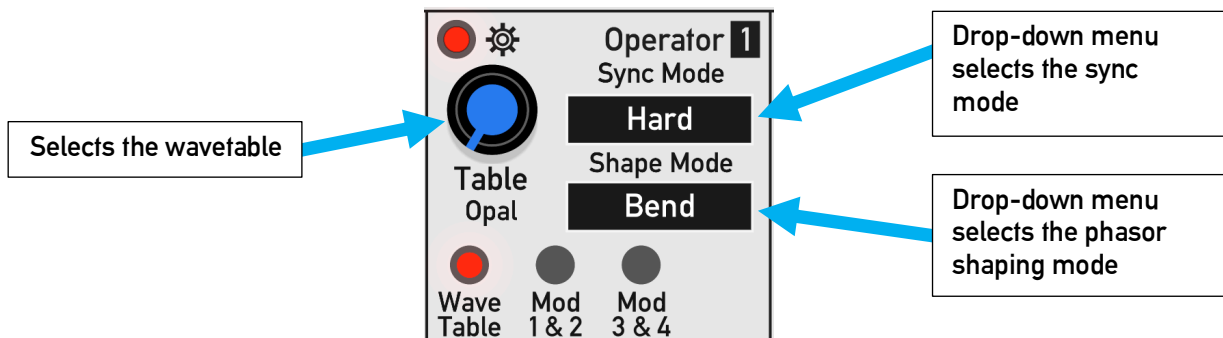 Operator 1
Sync Mode
Hard
Shape Mode
Bend
Table
Opal
Wave
Table
Mod
1 & 2
Mod
3 & 4
Selects the wavetable
Drop-down menu
selects the sync
mode
Drop-down menu
selects the phasor
shaping mode